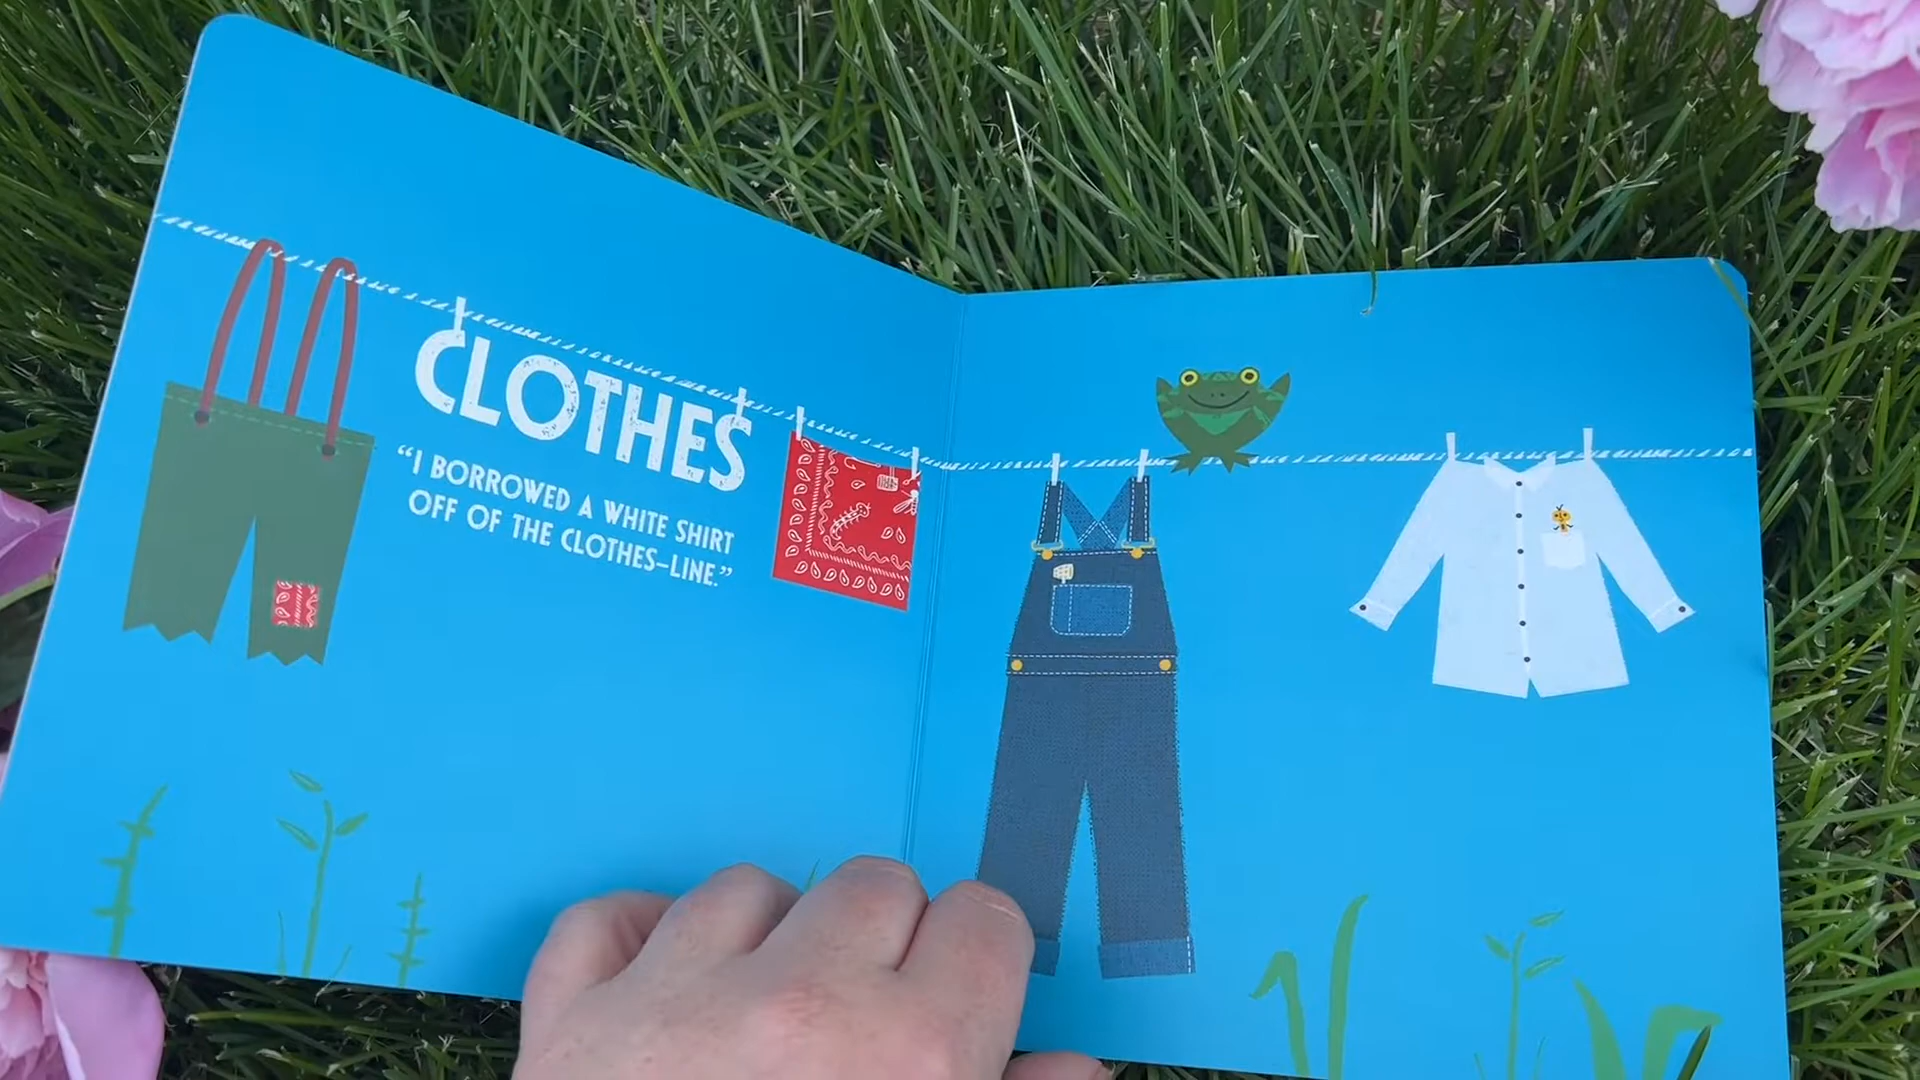 CLOTHES
“I BORROWED A WHITE SHIRT
OFF OF THE CLOTHES–LINE.”